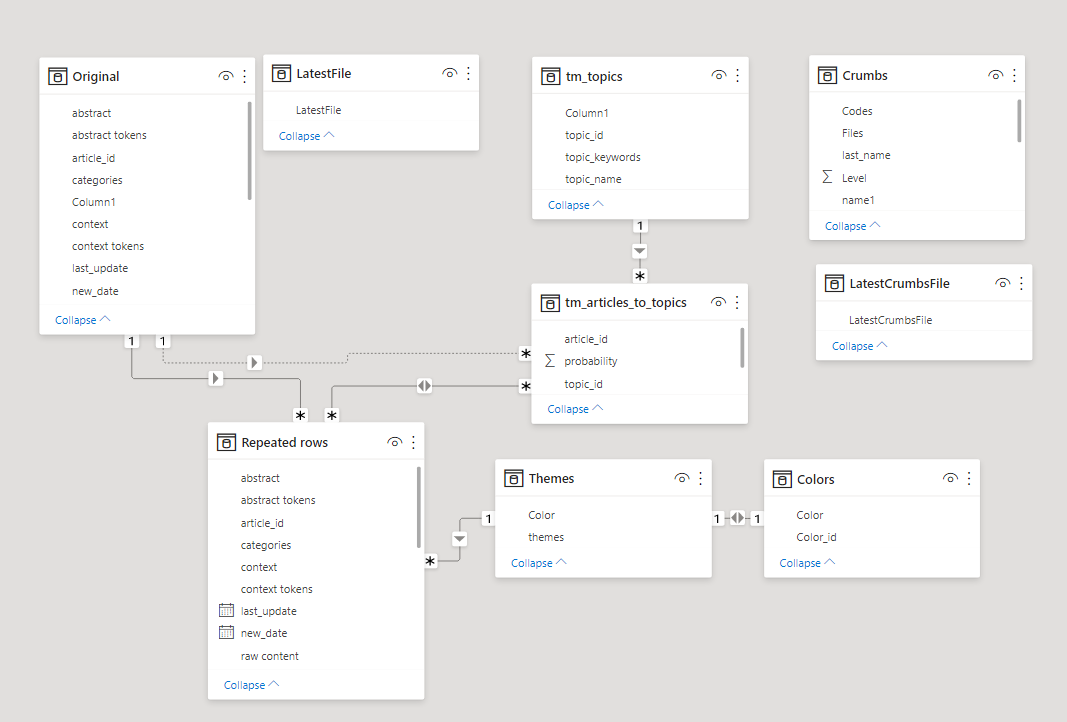 Original
abstract
abstract tokens
article_id
categories
Column1
context
context tokens
last_update
new_date
Collapse
LatestFile
LatestFile
Collapse
tm_topics
Column1
topic_id
topic_keywords
topic_name
Collapse
Crumbs
Codes
Files
last_name
Σ Level
name1
Collapse
LatestCrumbsFile
LatestCrumbsFile
Collapse
1
*
tm_articles_to_topics
article_id
Σ probability
topic_id
Collapse
1
1
*
*
*
*
Repeated rows
abstract
abstract tokens
article_id
categories
context
context tokens
last_update
new_date
raw content
Collapse
*
1
Themes
Color
themes
Collapse
1
1
Colors
Color
Color_id
Collapse